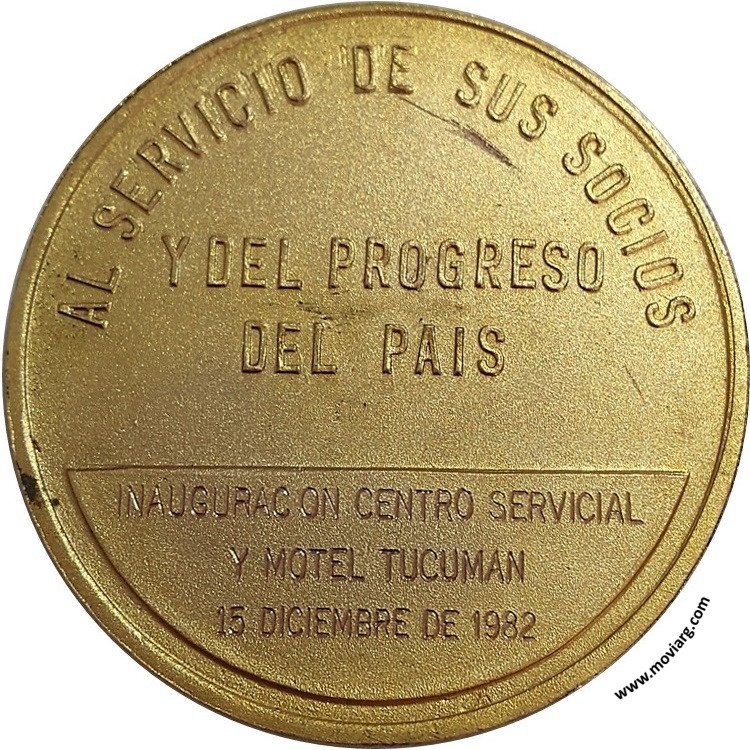 AL SERVICIO DE SUS SOCIOS
Y DEL PROGRESO
DEL PAIS
INAUGURAC ON CENTRO SERVICIAL
Y MOTEL TUCUMAN
15 DICIEMBRE DE 1982
www.moviarg.com